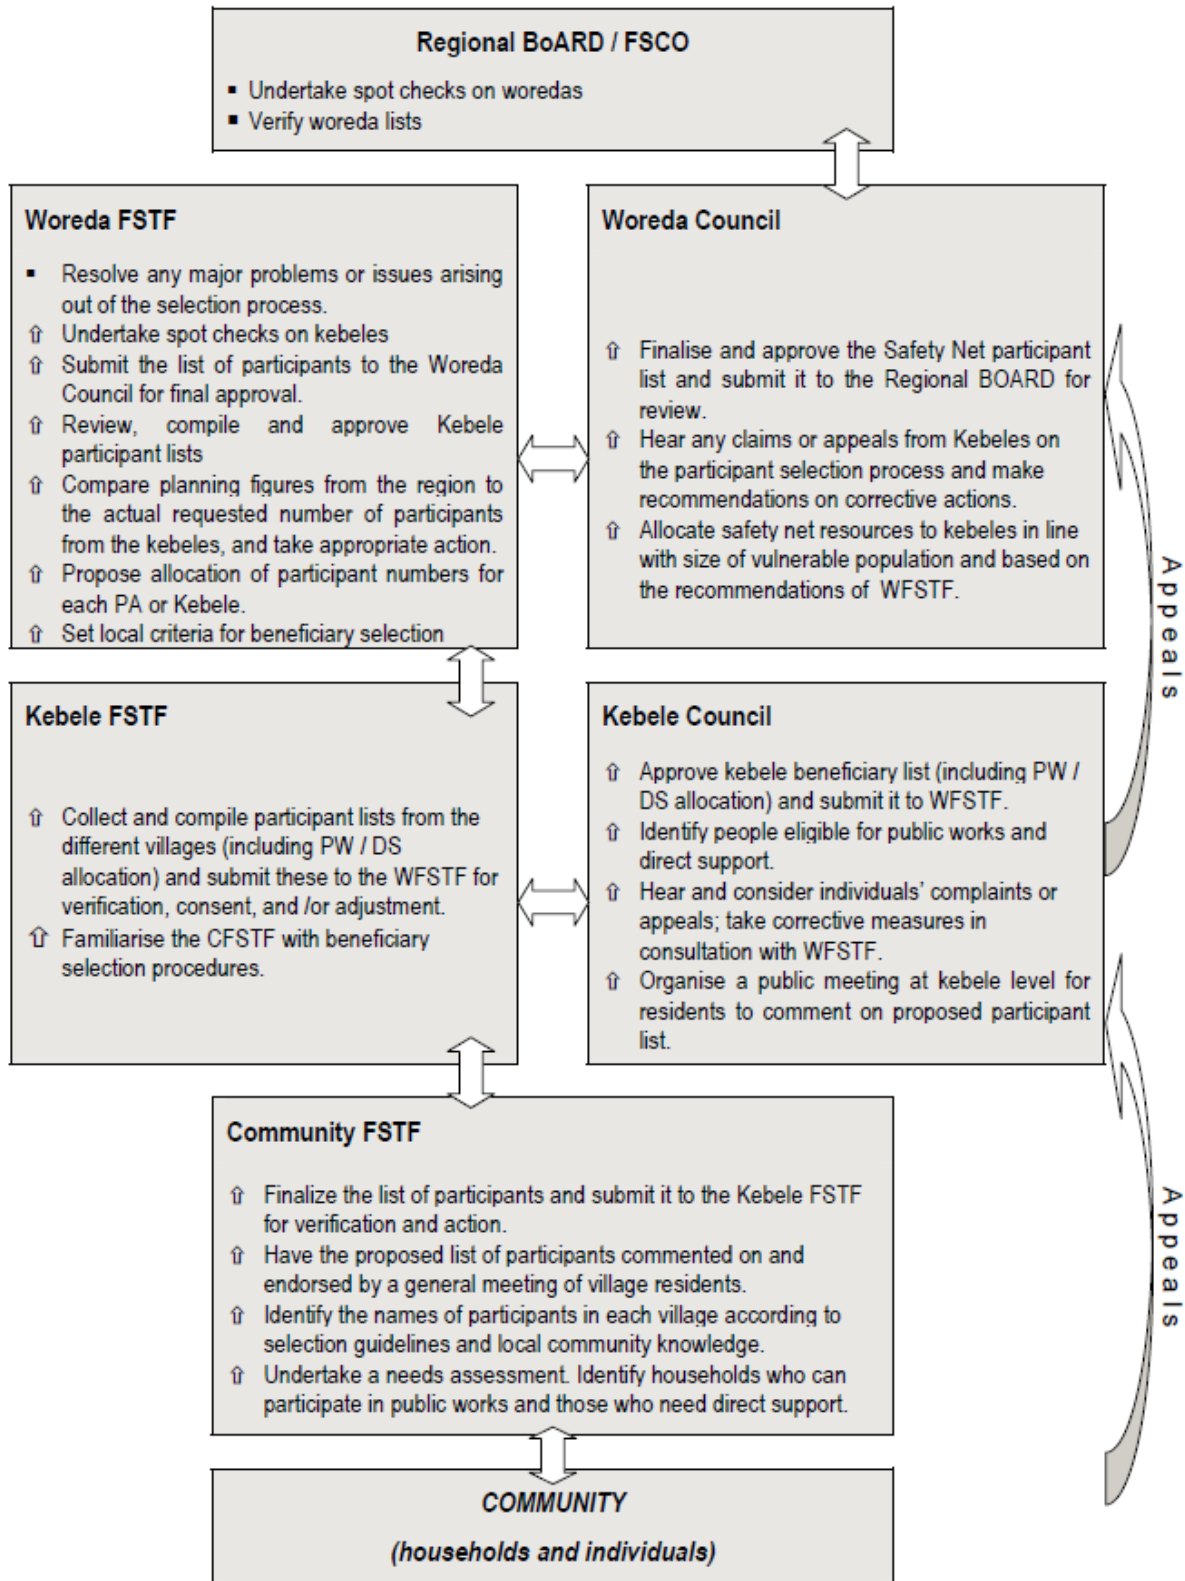 Regional BoARD / FSCO
▪ Undertake spot checks on woredas
▪ Verify woreda lists
Woreda FSTF
▪ Resolve any major problems or issues arising
out of the selection process.
⇧ Undertake spot checks on kebeles
⇧ Submit the list of participants to the Woreda
Council for final approval.
⇧ Review, compile and approve Kebele
participant lists
⇧ Compare planning figures from the region to
the actual requested number of participants
from the kebeles, and take appropriate action.
⇧ Propose allocation of participant numbers for
each PA or Kebele.
⇧ Set local criteria for beneficiary selection
Woreda Council
⇧ Finalise and approve the Safety Net participant
list and submit it to the Regional BOARD for
review.
⇧ Hear any claims or appeals from Kebeles on
the participant selection process and make
recommendations on corrective actions.
⇧ Allocate safety net resources to kebeles in line
with size of vulnerable population and based on
the recommendations of WFSTF.
Appeals
Kebele FSTF
⇧ Collect and compile participant lists from the
different villages (including PW / DS
allocation) and submit these to the WFSTF for
verification, consent, and /or adjustment.
⇧ Familiarise the CFSTF with beneficiary
selection procedures.
Kebele Council
⇧ Approve kebele beneficiary list (including PW /
DS allocation) and submit it to WFSTF.
⇧ Identify people eligible for public works and
direct support.
⇧ Hear and consider individuals’ complaints or
appeals; take corrective measures in
consultation with WFSTF.
⇧ Organise a public meeting at kebele level for
residents to comment on proposed participant
list.
Appeals
Community FSTF
⇧ Finalize the list of participants and submit it to the Kebele FSTF
for verification and action.
⇧ Have the proposed list of participants commented on and
endorsed by a general meeting of village residents.
⇧ Identify the names of participants in each village according to
selection guidelines and local community knowledge.
⇧ Undertake a needs assessment. Identify households who can
participate in public works and those who need direct support.
COMMUNITY
(households and individuals)